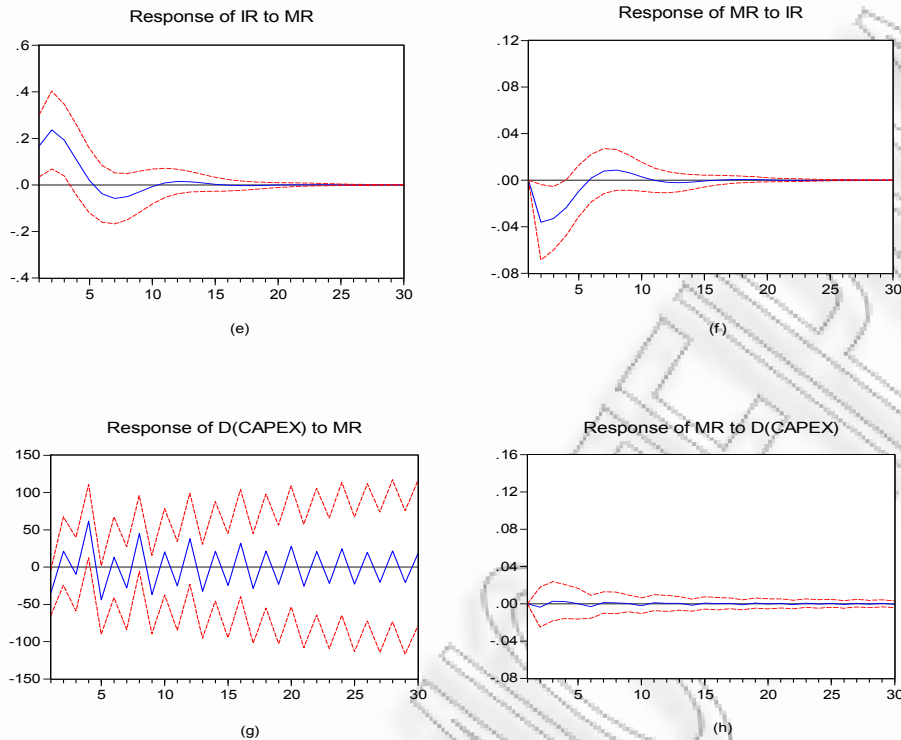 Response of IR to MR
.6
.4
.2
.0
-.2
-.4
5 10 15 20 25 30
(e)
Response of MR to IR
.12
.08
.04
.00
-.04
-.08
5 10 15 20 25 30
(f)
Response of D(CAPEX) to MR
150
100
50
0
-50
-100
-150
5 10 15 20 25 30
(g)
Response of MR to D(CAPEX)
.16
.12
.08
.04
.00
-.04
-.08
5 10 15 20 25 30
(h)